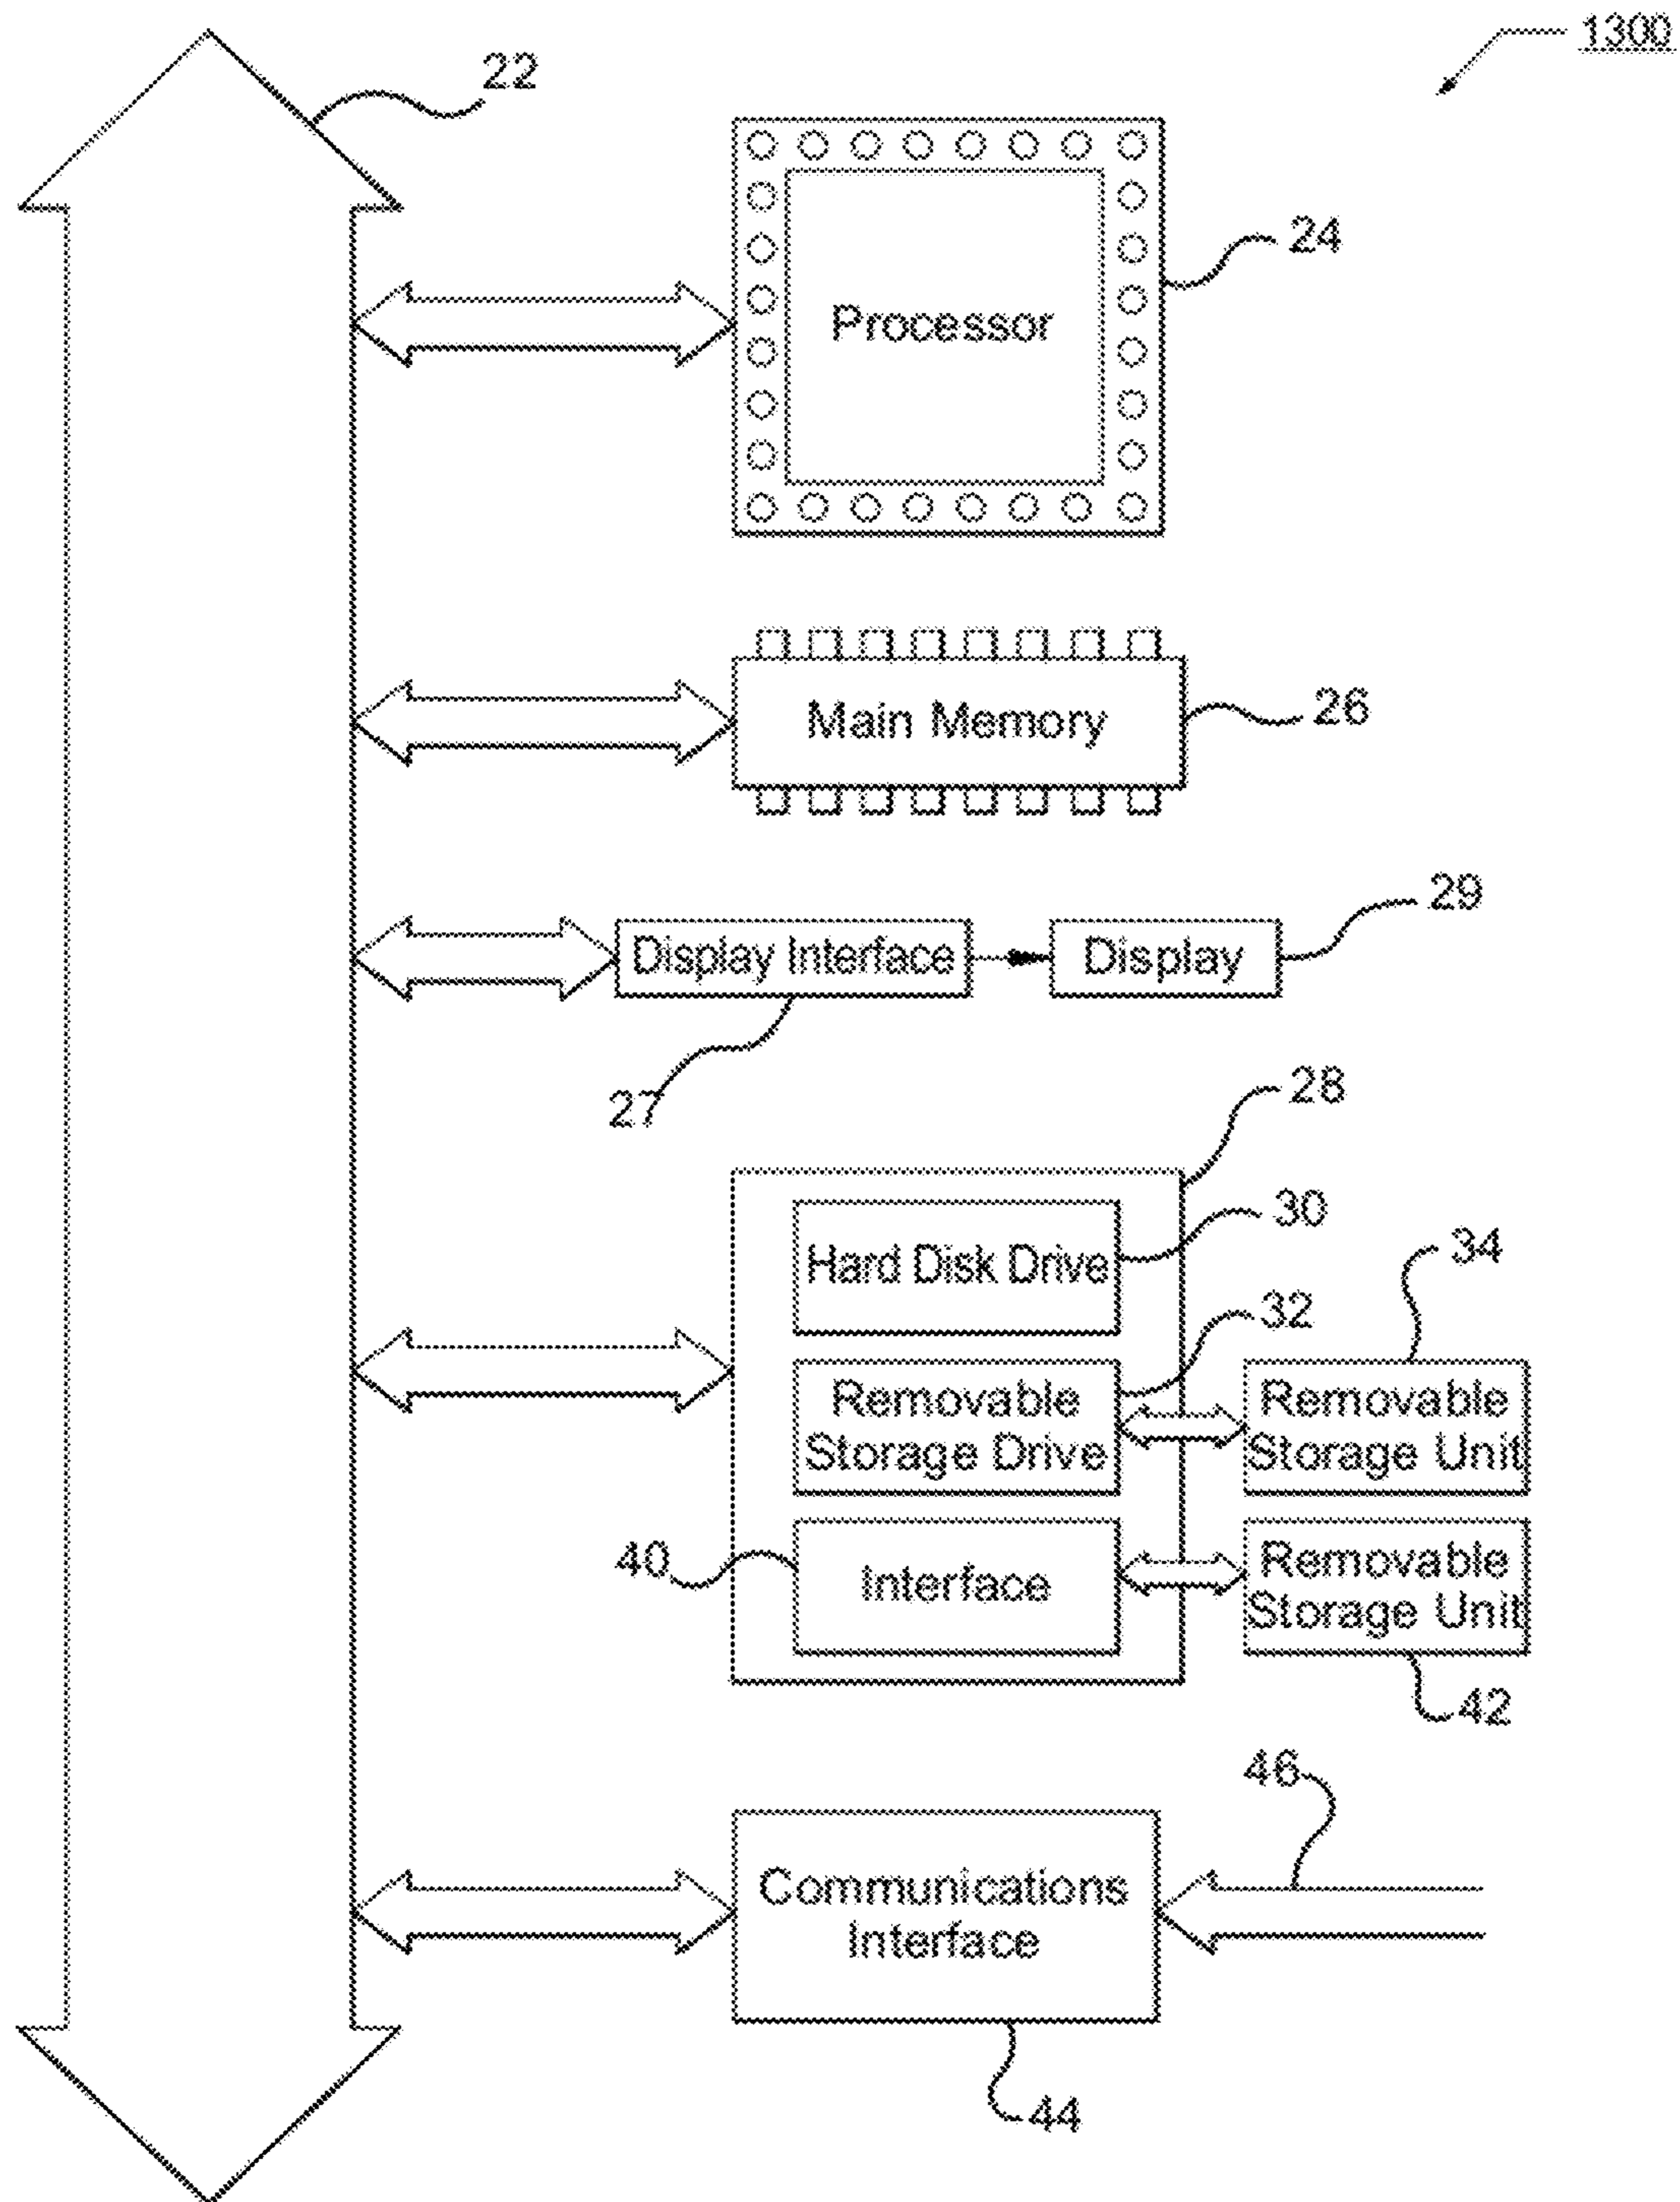 1300
22
24
Processor
26
Main Memory
29
Display Interface
Display
27
28
30
Hard Disk Drive
34
32
Removable
Storage Drive
Removable
Storage Unit
40
Interface
Removable
Storage Unit
42
46
Communications
Interface
44